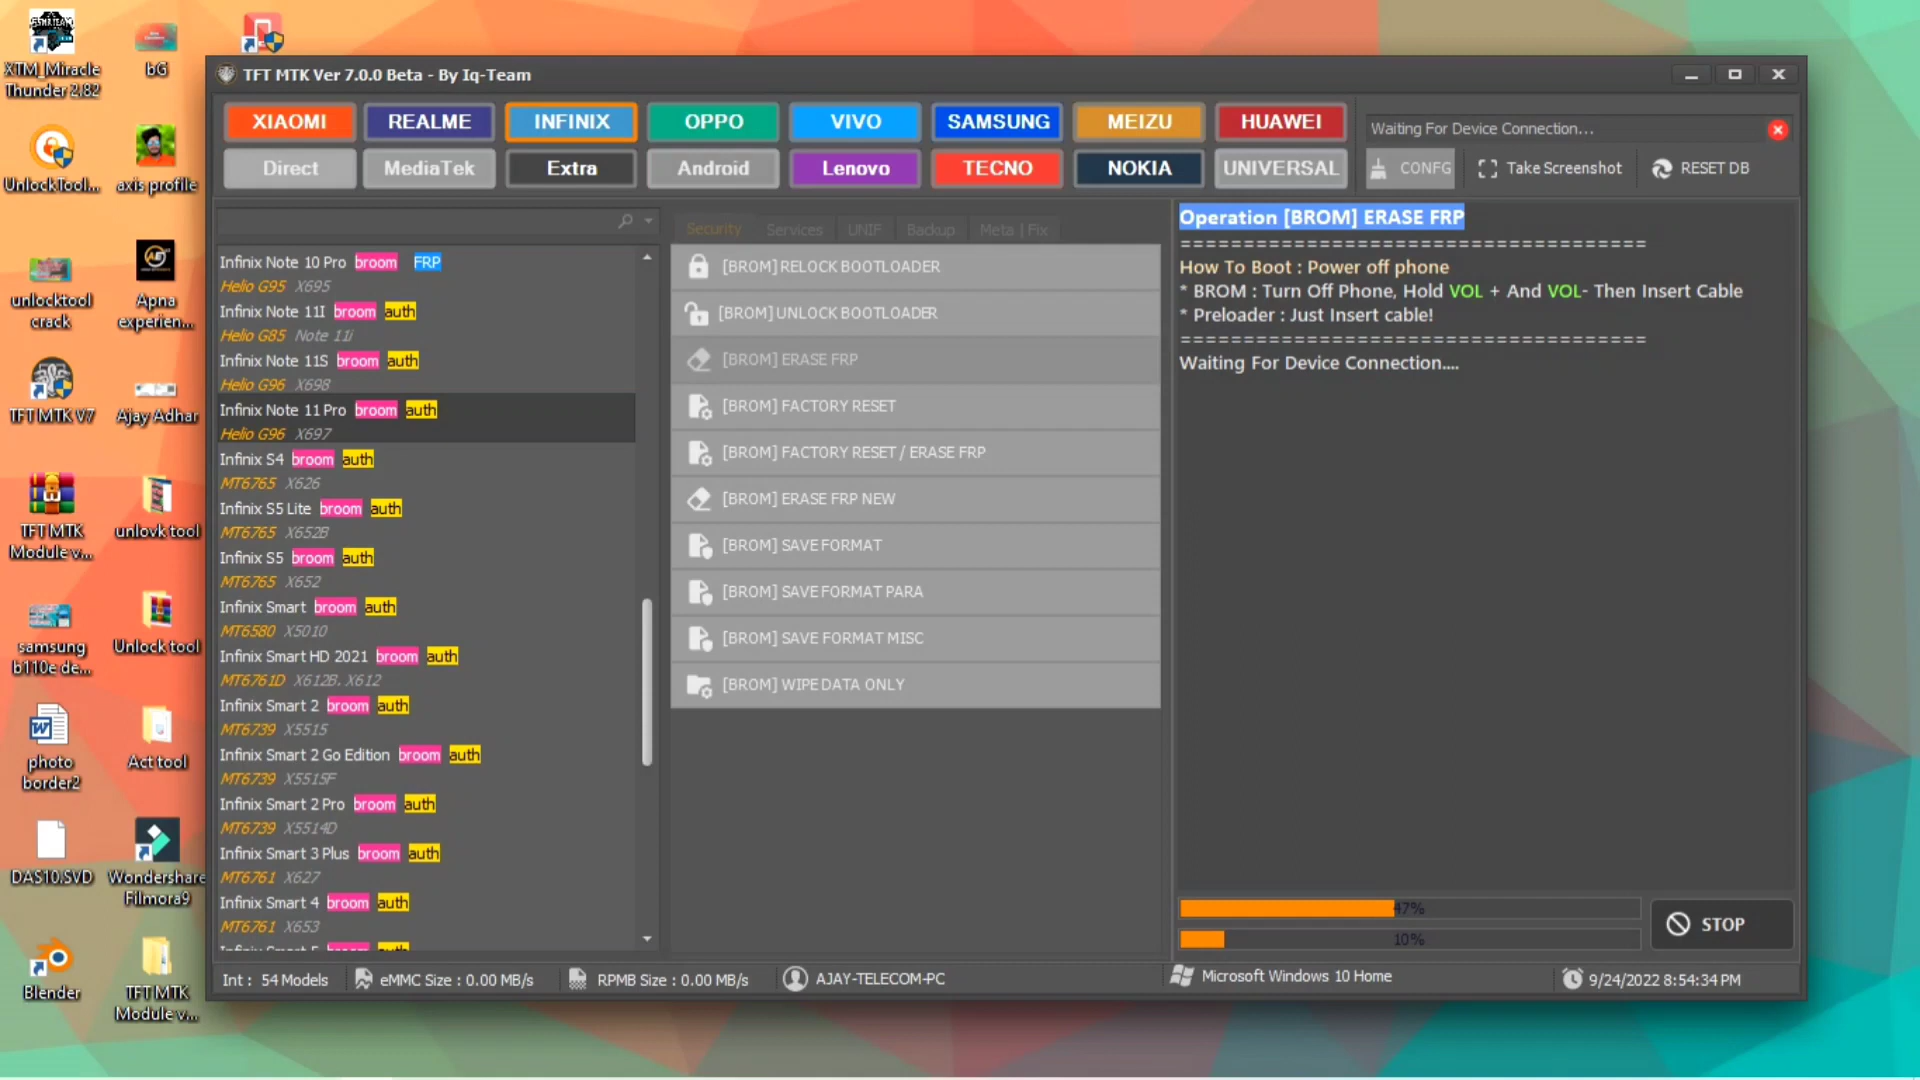 XTM_Miracle
Thunder 2.82
bG
UnlockTool...
axis profile
unlocktool
crack
Apna
experien...
TFT MTK V7
Ajay Adhar
TFT MTK
Module v...
unlovk tool
samsung
b110e de...
Unlock tool
photo
border2
Act tool
DAS10.SVD
Wondershare
Filmora9
Blender
TFT MTK
Module v...
TFT MTK Ver 7.0.0 Beta - By Iq-Team
XIAOMI REALME INFINIX OPPO VIVO SAMSUNG MEIZU HUAWEI
Direct MediaTek Extra Android Lenovo TECNO NOKIA UNIVERSAL
Waiting For Device Connection...
CONFG Take Screenshot RESET DB
Infinix Note 10 Pro broom FRP
Helio G95 X695
Infinix Note 11I broom auth
Helio G85 Note 11i
Infinix Note 11S broom auth
Helio G96 X698
Infinix Note 11 Pro broom auth
Helio G96 X697
Infinix S4 broom auth
MT6765 X626
Infinix S5 Lite broom auth
MT6765 X652B
Infinix S5 broom auth
MT6765 X652
Infinix Smart broom auth
MT6580 X5010
Infinix Smart HD 2021 broom auth
MT6761D X612B. X612
Infinix Smart 2 broom auth
MT6739 X5515
Infinix Smart 2 Go Edition broom auth
MT6739 X5515F
Infinix Smart 2 Pro broom auth
MT6739 X5514D
Infinix Smart 3 Plus broom auth
MT6761 X627
Infinix Smart 4 broom auth
MT6761 X653
Security Services UNIF Backup Meta | Fix
[BROM] RELOCK BOOTLOADER
[BROM] UNLOCK BOOTLOADER
[BROM] ERASE FRP
[BROM] FACTORY RESET
[BROM] FACTORY RESET / ERASE FRP
[BROM] ERASE FRP NEW
[BROM] SAVE FORMAT
[BROM] SAVE FORMAT PARA
[BROM] SAVE FORMAT MISC
[BROM] WIPE DATA ONLY
Operation [BROM] ERASE FRP
=====================================
How To Boot : Power off phone
* BROM : Turn Off Phone, Hold VOL + And VOL- Then Insert Cable
* Preloader : Just Insert cable!
=====================================
Waiting For Device Connection....
47%
10%
STOP
Int : 54 Models eMMC Size : 0.00 MB/s RPMB Size : 0.00 MB/s AJAY-TELECOM-PC Microsoft Windows 10 Home 9/24/2022 8:54:34 PM